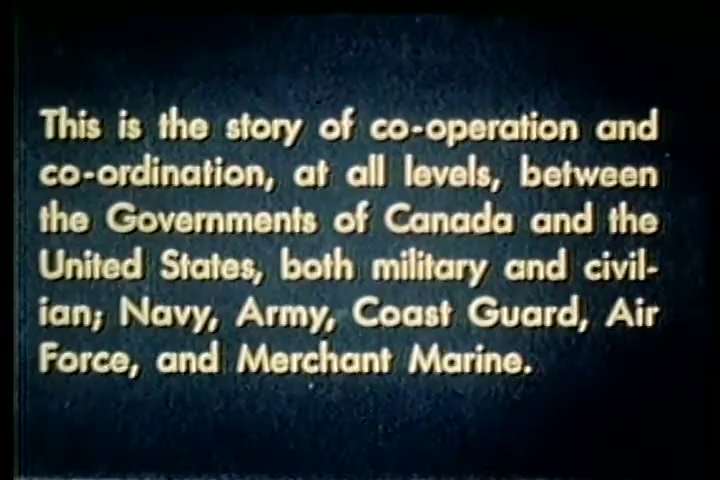 This is the story of co-operation and
co-ordination, at all levels, between
the Governments of Canada and the
United States, both military and civil-
ian; Navy, Army, Coast Guard, Air
Force, and Merchant Marine.